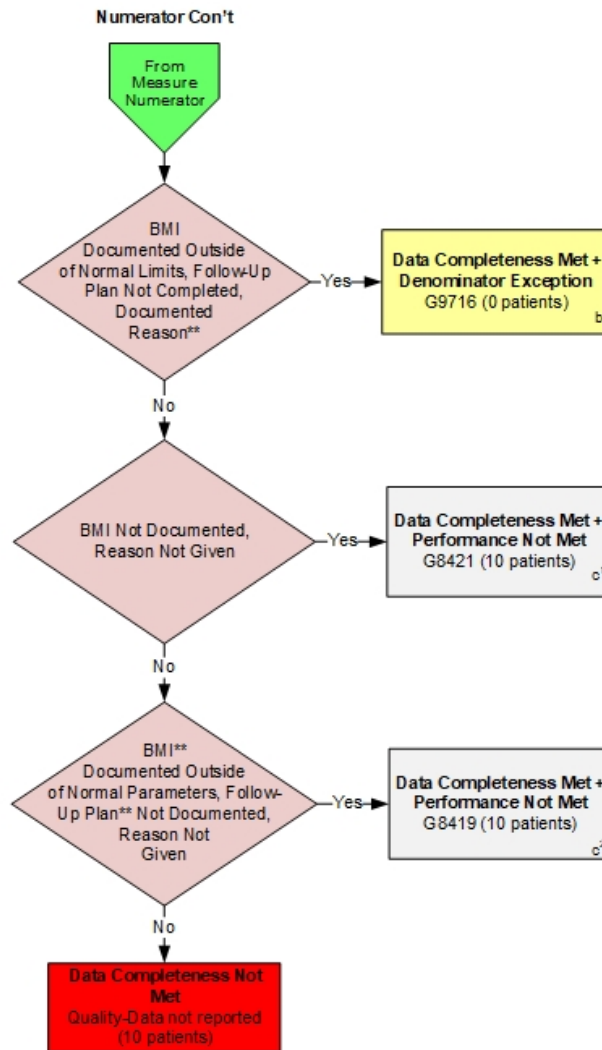 Numerator Con't
From
Measure
Numerator
BMI
Documented Outside
of Normal Limits, Follow-Up
Plan Not Completed,
Documented
Reason**
Yes
Data Completeness Met +
Denominator Exception
G9716 (0 patients)
b
No
BMI Not Documented,
Reason Not Given
Yes
Data Completeness Met +
Performance Not Met
G8421 (10 patients)
c
No
BMI**
Documented Outside
of Normal Parameters, Follow-
Up Plan** Not Documented,
Reason Not
Given
Yes
Data Completeness Met +
Performance Not Met
G8419 (10 patients)
c
No
Data Completeness Not
Met
Quality-Data not reported
(10 patients)